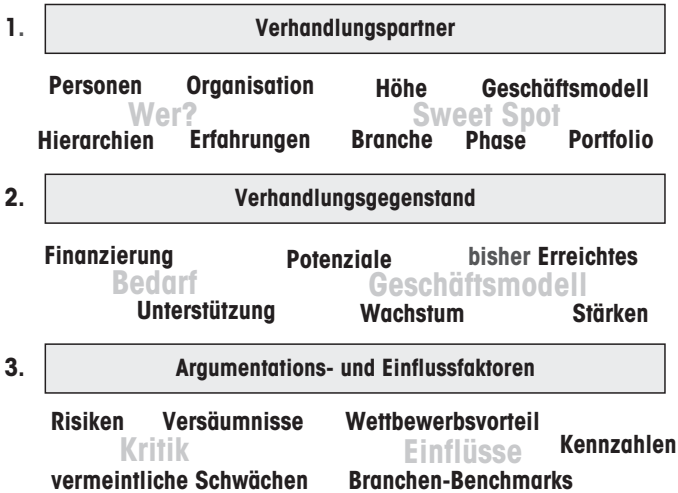 1. Verhandlungspartner
Personen Organisation Höhe Geschäftsmodell
Wer? Sweet Spot
Hierarchien Erfahrungen Branche Phase Portfolio
2. Verhandlungsgegenstand
Finanzierung Potenziale bisher Erreichtes
Bedarf Geschäftsmodell
Unterstützung Wachstum Stärken
3. Argumentations- und Einflussfaktoren
Risiken Versäumnisse Wettbewerbsvorteil
Kritik Einflüsse Kennzahlen
vermeintliche Schwächen Branchen-Benchmarks